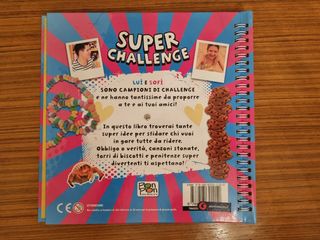 SUPER
CHALLENGE
LUÌ E SOFÌ
SONO CAMPIONI DI CHALLENGE
E ne hanno tantissime da proporre
a te e ai tuoi amici!
In questo libro troverai tante
super idee per sfidare chi vuoi
in gare tutte da ridere.
Obbligo o verità, canzoni stonate,
torri di biscotti e penitenze super
divertenti ti aspettano!
CE